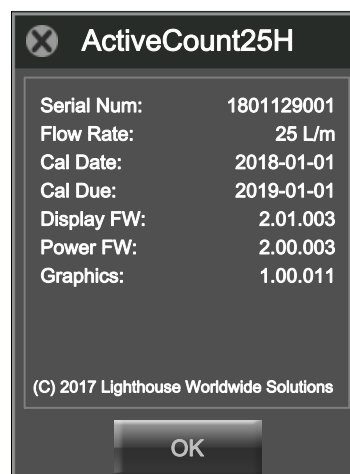 ActiveCount25H
Serial Num: 1801129001
Flow Rate: 25 L/m
Cal Date: 2018-01-01
Cal Due: 2019-01-01
Display FW: 2.01.003
Power FW: 2.00.003
Graphics: 1.00.011
(C) 2017 Lighthouse Worldwide Solutions
OK